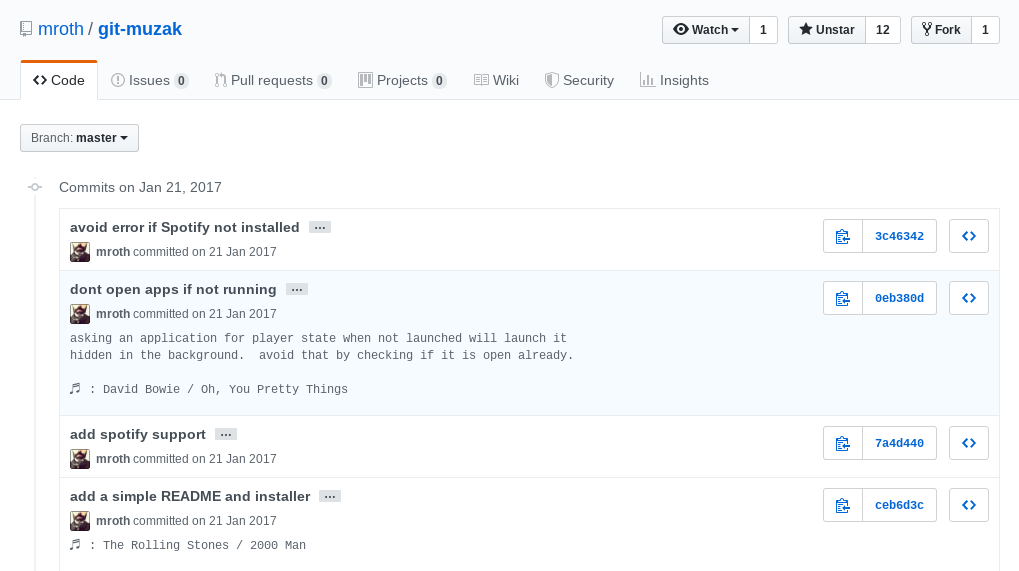 mroth / git-muzak
Watch 1 Unstar 12 Fork 1
Code Issues 0 Pull requests 0 Projects 0 Wiki Security Insights
Branch: master
Commits on Jan 21, 2017
avoid error if Spotify not installed …
3c46342
mroth committed on 21 Jan 2017
dont open apps if not running …
0eb380d
mroth committed on 21 Jan 2017
asking an application for player state when not launched will launch it
hidden in the background.  avoid that by checking if it is open already.
♬ : David Bowie / Oh, You Pretty Things
add spotify support …
7a4d440
mroth committed on 21 Jan 2017
add a simple README and installer …
ceb6d3c
mroth committed on 21 Jan 2017
♬ : The Rolling Stones / 2000 Man